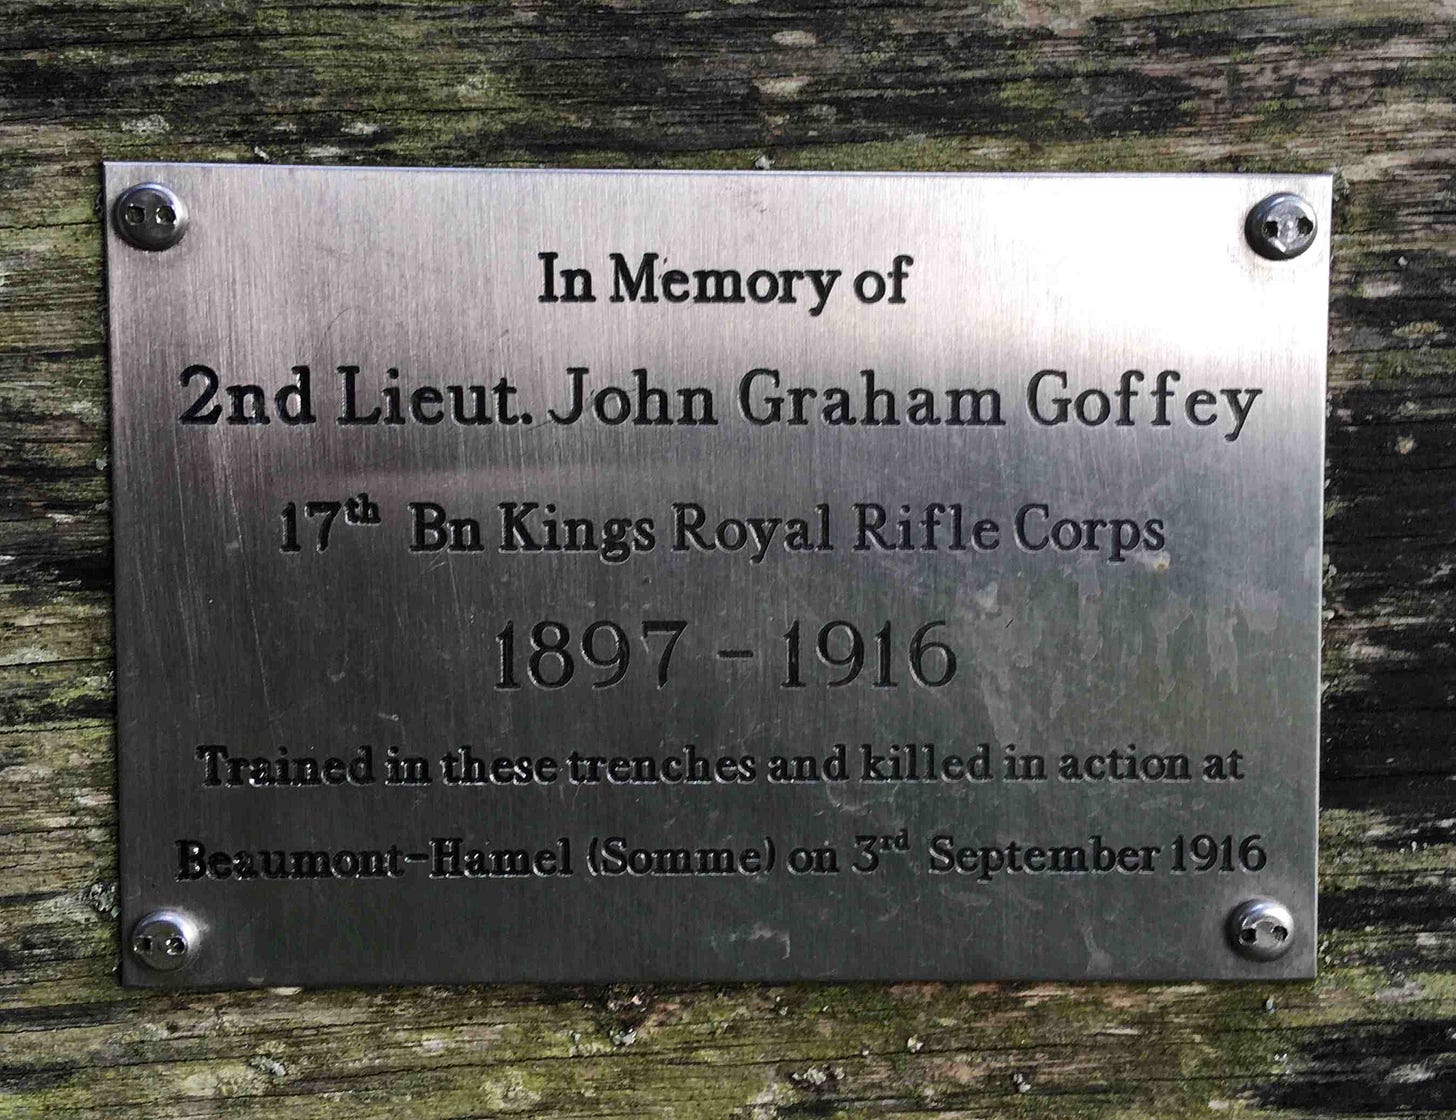 In Memory of
2nd Lieut. John Graham Goffey
17th Bn Kings Royal Rifle Corps
1897 - 1916
Trained in these trenches and killed in action at
Beaumont-Hamel (Somme) on 3rd September 1916